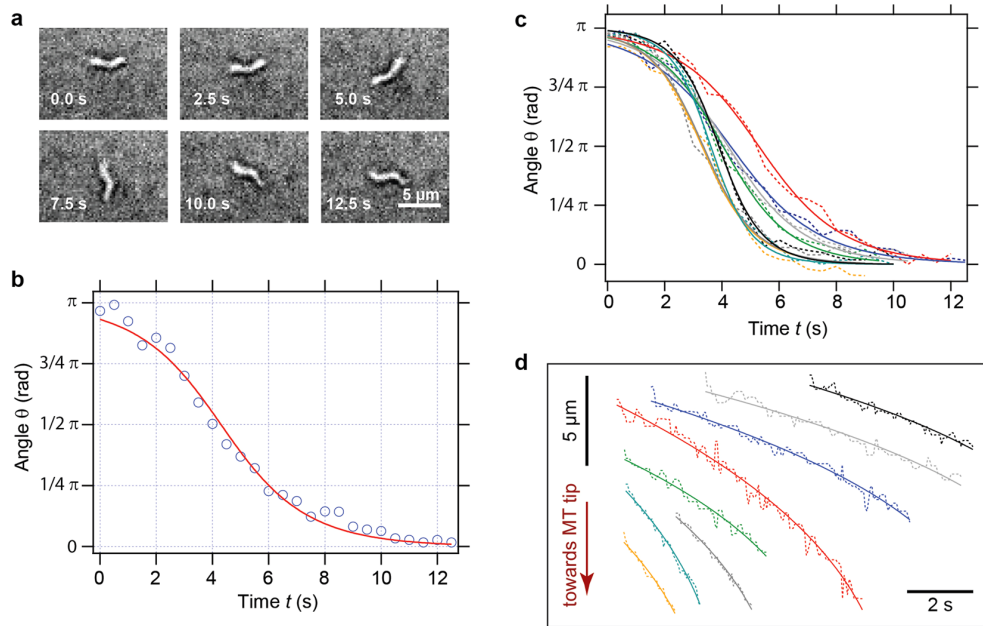 a
0.0 s
2.5 s
5.0 s
7.5 s
10.0 s
12.5 s
5 μm
b
π
3/4 π
1/2 π
1/4 π
0
Angle θ (rad)
0 2 4 6 8 10 12
Time t (s)
c
π
3/4 π
1/2 π
1/4 π
0
Angle θ (rad)
0 2 4 6 8 10 12
Time t (s)
d
5 μm
towards MT tip
2 s